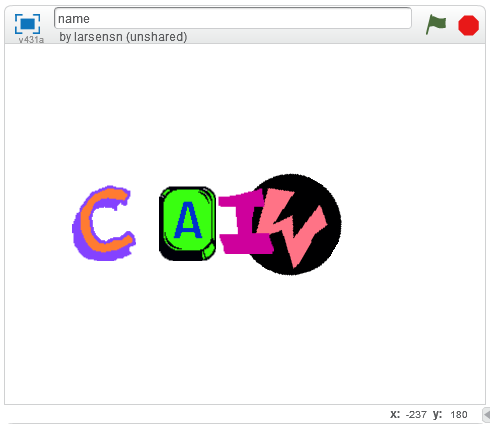 name
by larsensn (unshared)
v431a
C A I W
x: -237 y: 180